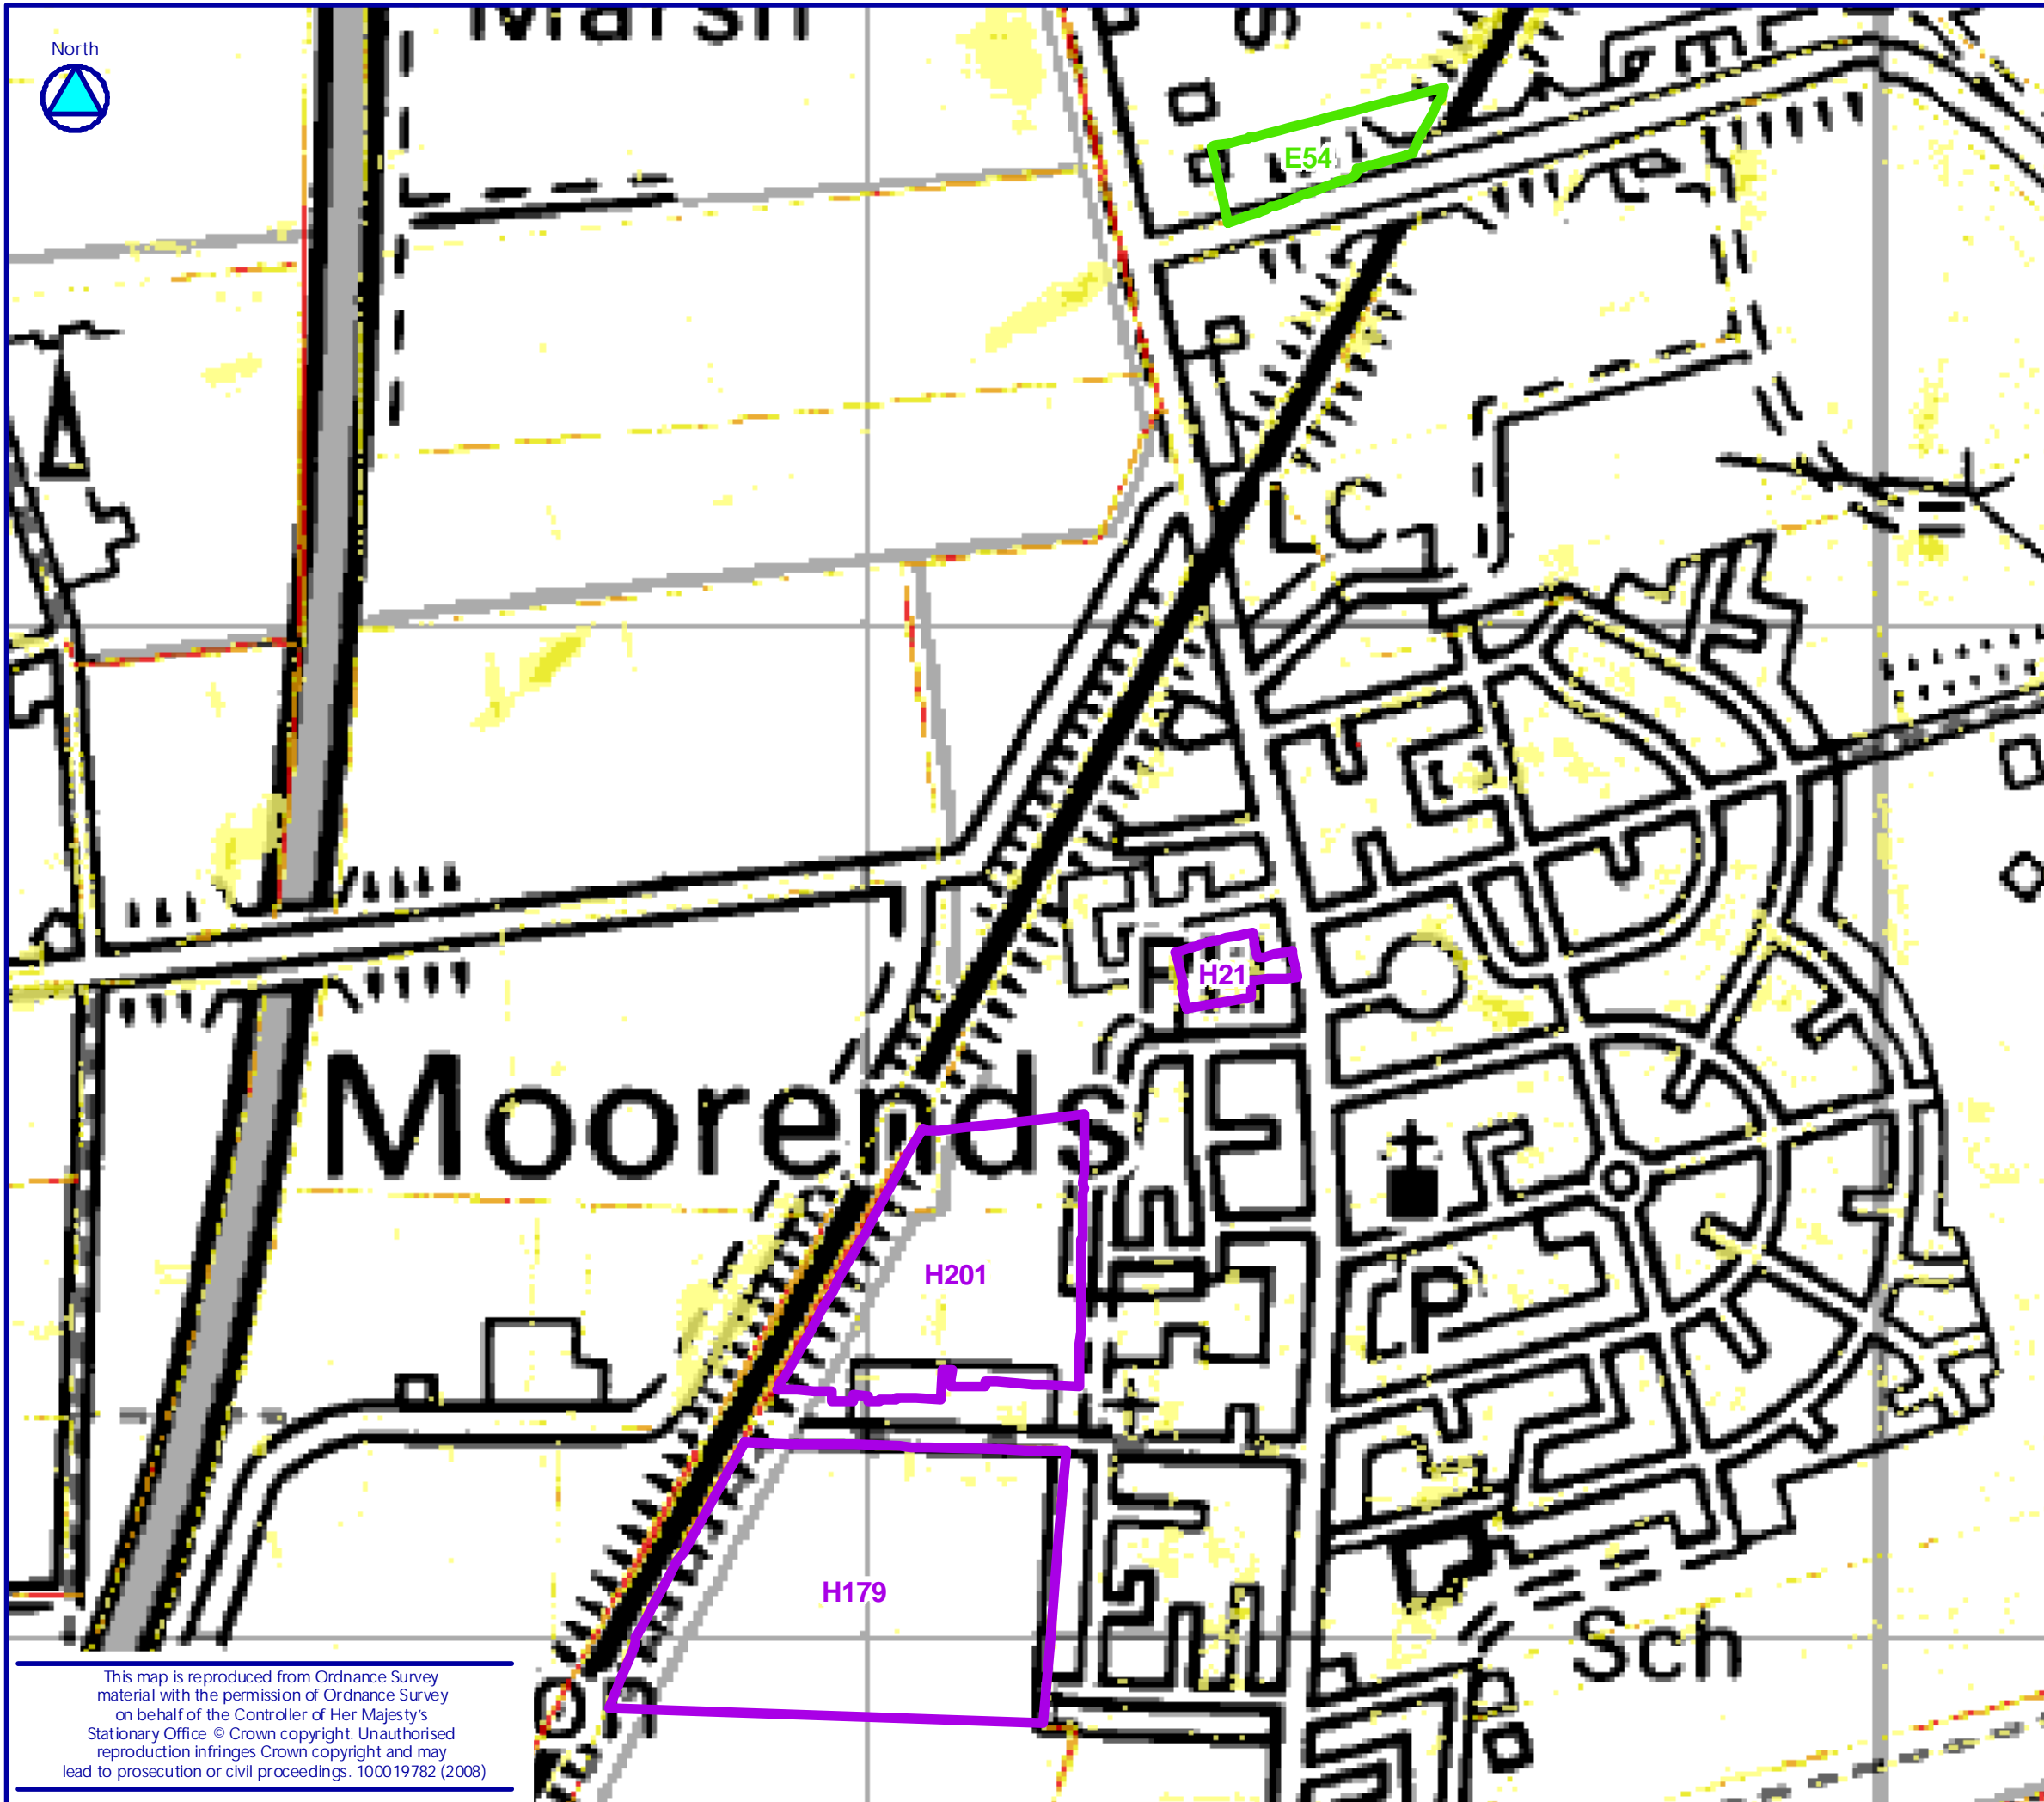 Marsh
North
E54
LC
H21
Moorends
H201
P
H179
Sch
This map is reproduced from Ordnance Survey
material with the permission of Ordnance Survey
on behalf of the Controller of Her Majesty's
Stationary Office © Crown copyright. Unauthorised
reproduction infringes Crown copyright and may
lead to prosecution or civil proceedings. 100019782 (2008)